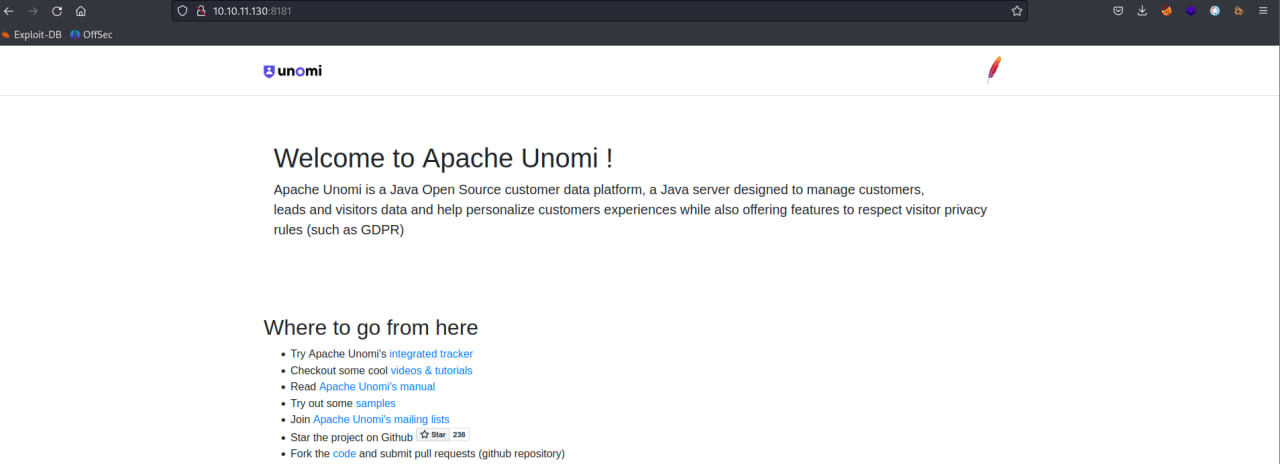 10.10.11.130:8181
Exploit-DB OffSec
unomi
Welcome to Apache Unomi !
Apache Unomi is a Java Open Source customer data platform, a Java server designed to manage customers,
leads and visitors data and help personalize customers experiences while also offering features to respect visitor privacy
rules (such as GDPR)
Where to go from here
Try Apache Unomi's integrated tracker
Checkout some cool videos & tutorials
Read Apache Unomi's manual
Try out some samples
Join Apache Unomi's mailing lists
Star the project on Github Star 238
Fork the code and submit pull requests (github repository)